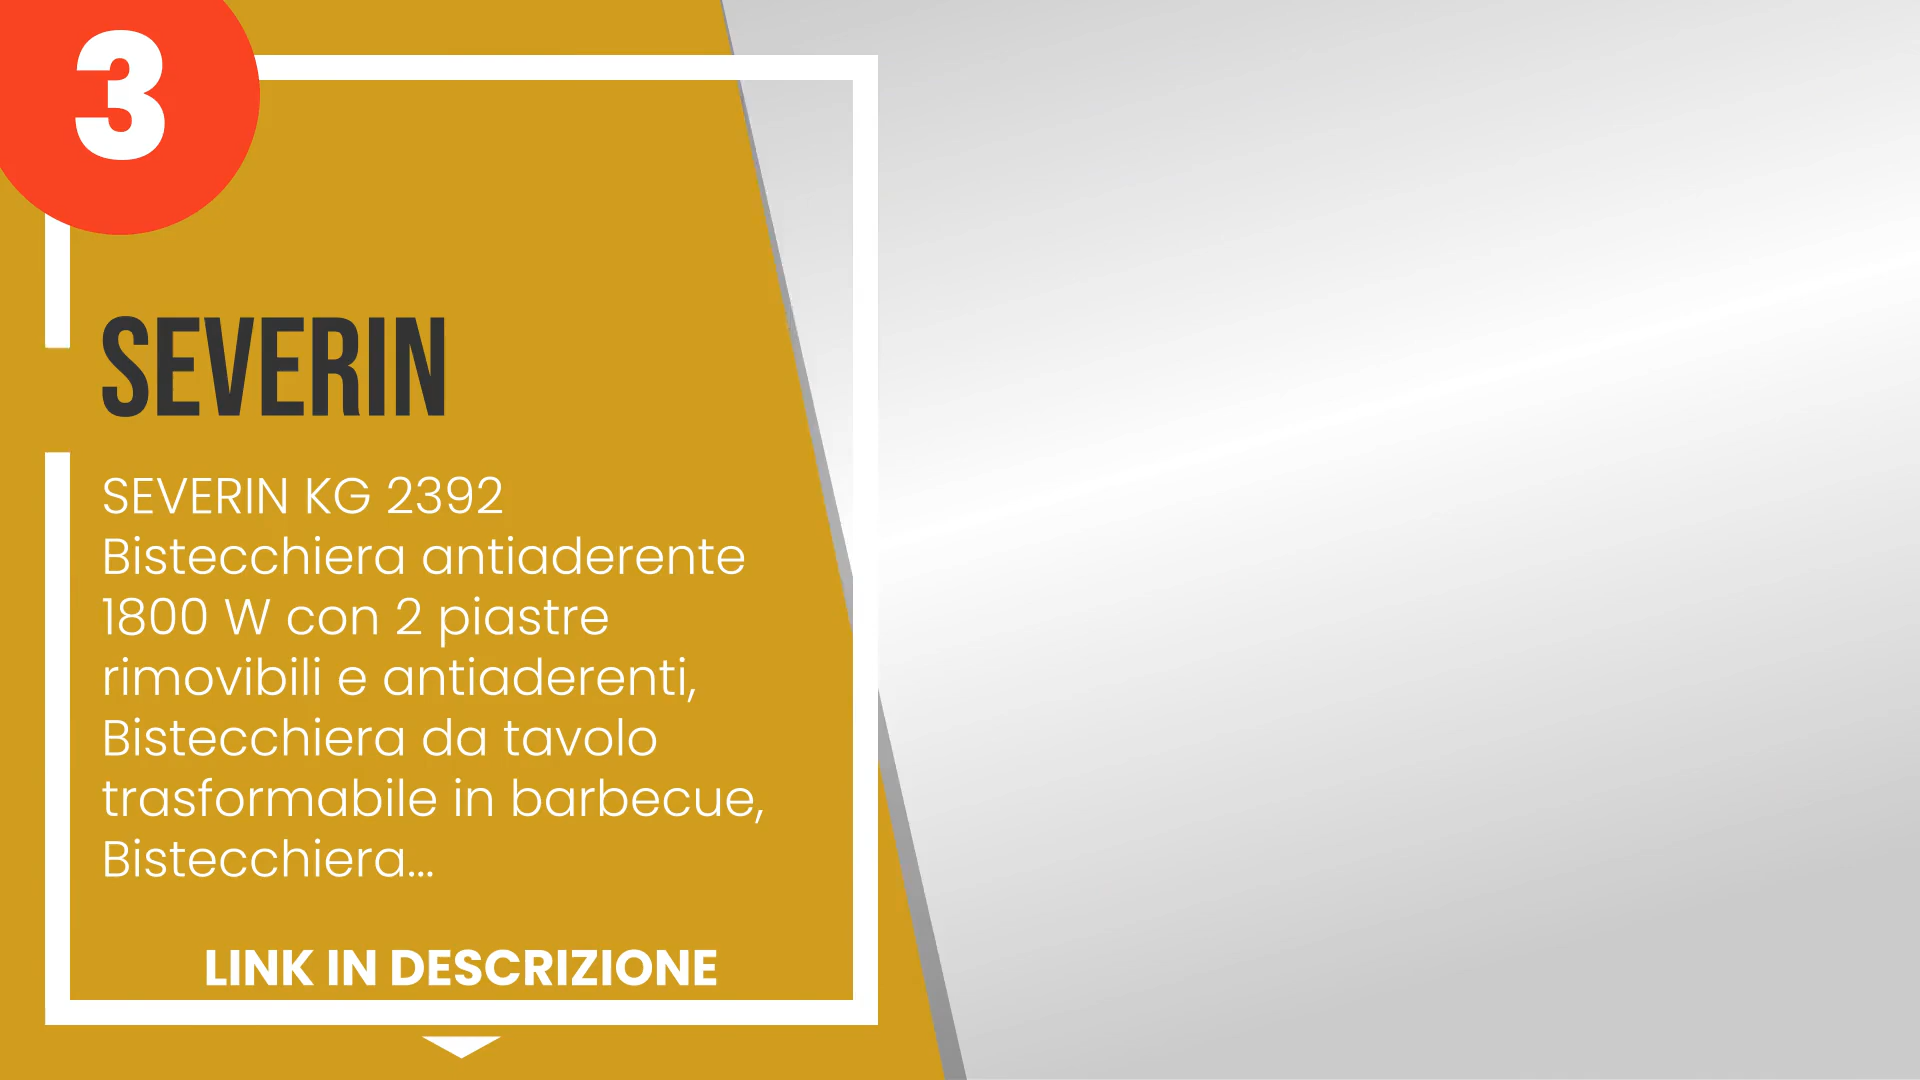 3
SEVERIN
SEVERIN KG 2392
Bistecchiera antiaderente
1800 W con 2 piastre
rimovibili e antiaderenti,
Bistecchiera da tavolo
trasformabile in barbecue,
Bistecchiera...
LINK IN DESCRIZIONE